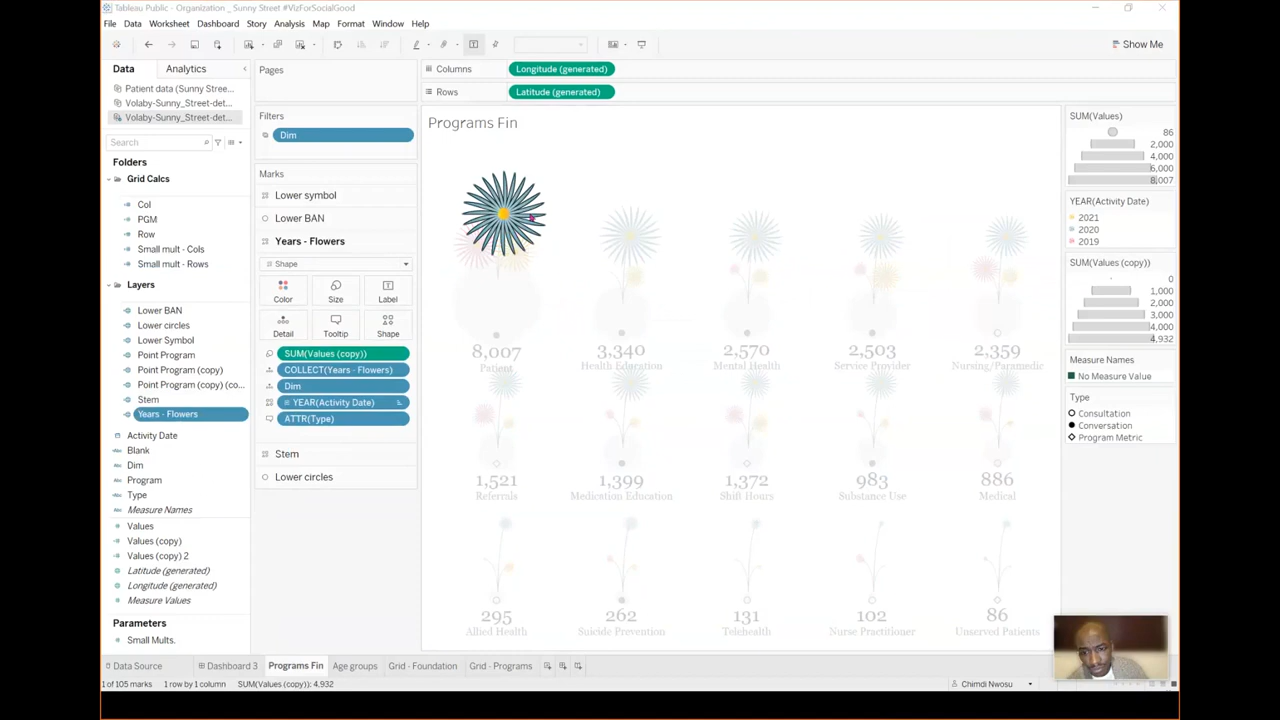 Tableau Public - Organization _ Sunny Street #VizForSocialGood
File Data Worksheet Dashboard Story Analysis Map Format Window Help
Show Me
Data Analytics
Patient data (Sunny Stree...
Volaby-Sunny_Street-det...
Volaby-Sunny_Street-det...
Search
Folders
Grid Calcs
Col
PGM
Row
Small mult - Cols
Small mult - Rows
Layers
Lower BAN
Lower circles
Lower Symbol
Point Program
Point Program (copy)
Point Program (copy) (co...
Stem
Years - Flowers
Activity Date
Blank
Dim
Program
Type
Measure Names
Values
Values (copy)
Values (copy) 2
Latitude (generated)
Longitude (generated)
Measure Values
Parameters
Small Mults.
Pages
Filters
Dim
Marks
Lower symbol
Lower BAN
Years - Flowers
Shape
Color Size Label
Detail Tooltip Shape
SUM(Values (copy))
COLLECT(Years - Flowers)
Dim
YEAR(Activity Date)
ATTR(Type)
Stem
Lower circles
Columns Longitude (generated)
Rows Latitude (generated)
Programs Fin
8,007 3,340 2,570 2,503 2,359
Patient Health Education Mental Health Service Provider Nursing/Paramedic
1,521 1,399 1,372 983 886
Referrals Medication Education Shift Hours Substance Use Medical
295 262 131 102 86
Allied Health Suicide Prevention Telehealth Nurse Practitioner Unserved Patients
SUM(Values)
86
2,000
4,000
6,000
8,007
YEAR(Activity Date)
2021
2020
2019
SUM(Values (copy))
0
1,000
2,000
3,000
4,000
4,932
Measure Names
No Measure Value
Type
Consultation
Conversation
Program Metric
Data Source Dashboard 3 Programs Fin Age groups Grid - Foundation Grid - Programs
1 of 105 marks 1 row by 1 column SUM(Values (copy)): 4,932 Chimdi Nwosu